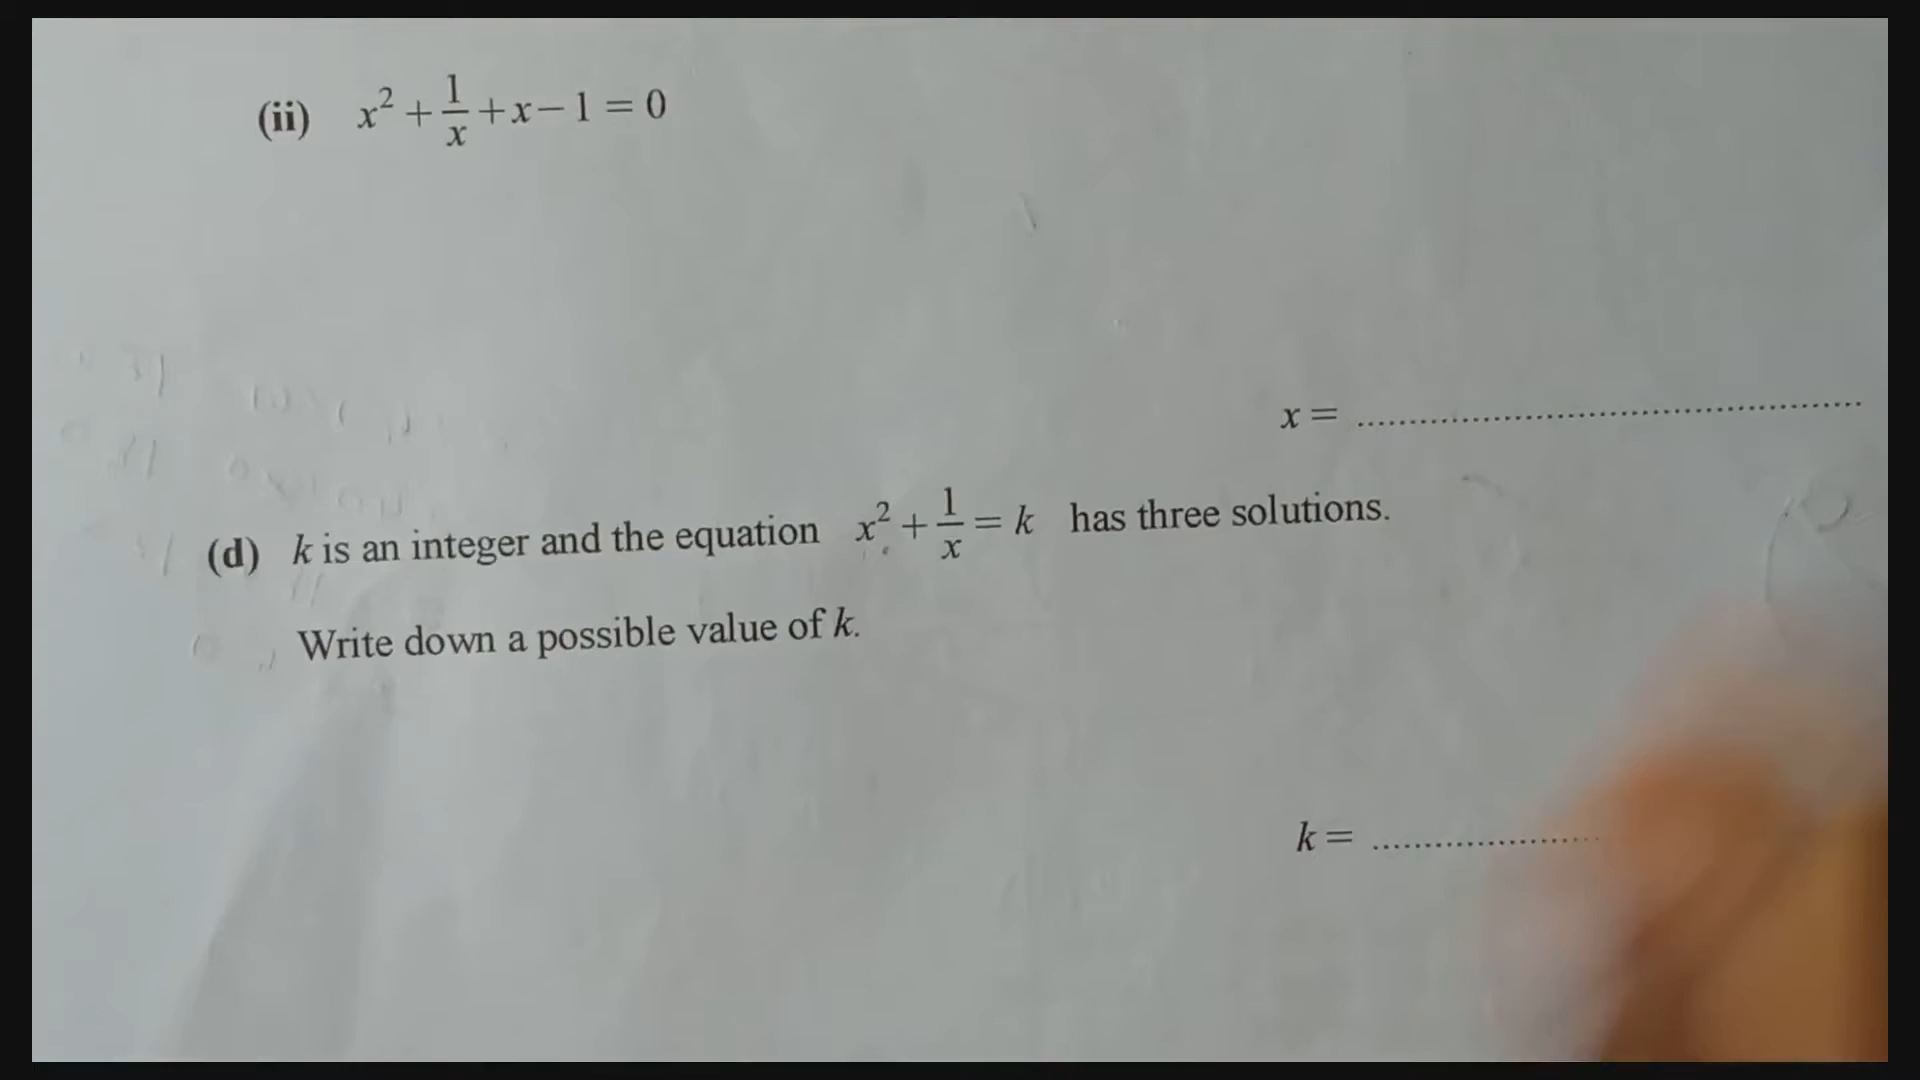 (ii) x² + 1/x + x − 1 = 0
x = ........................................................
(d) k is an integer and the equation x² + 1/x = k has three solutions.
Write down a possible value of k.
k = ..........................